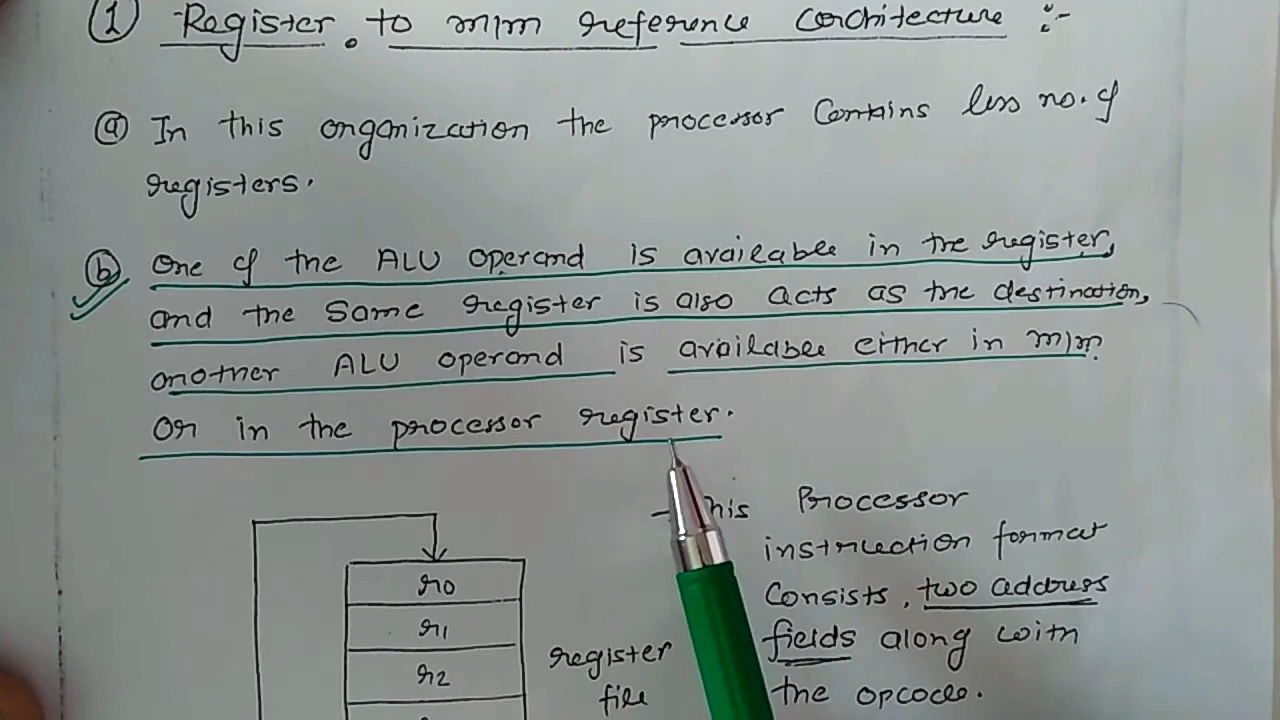 ① Register to m/m reference architecture :-
ⓐ In this organization the processor Contains less no. of
registers.
ⓑ One of the ALU operand is available in the register,
and the same register is also acts as the destination,
another ALU operand is available either in m/m
Or in the processor register.
- This Processor
instruction format
Consists, two address
fields along with
the opcode.
r0
r1
r2
register
file